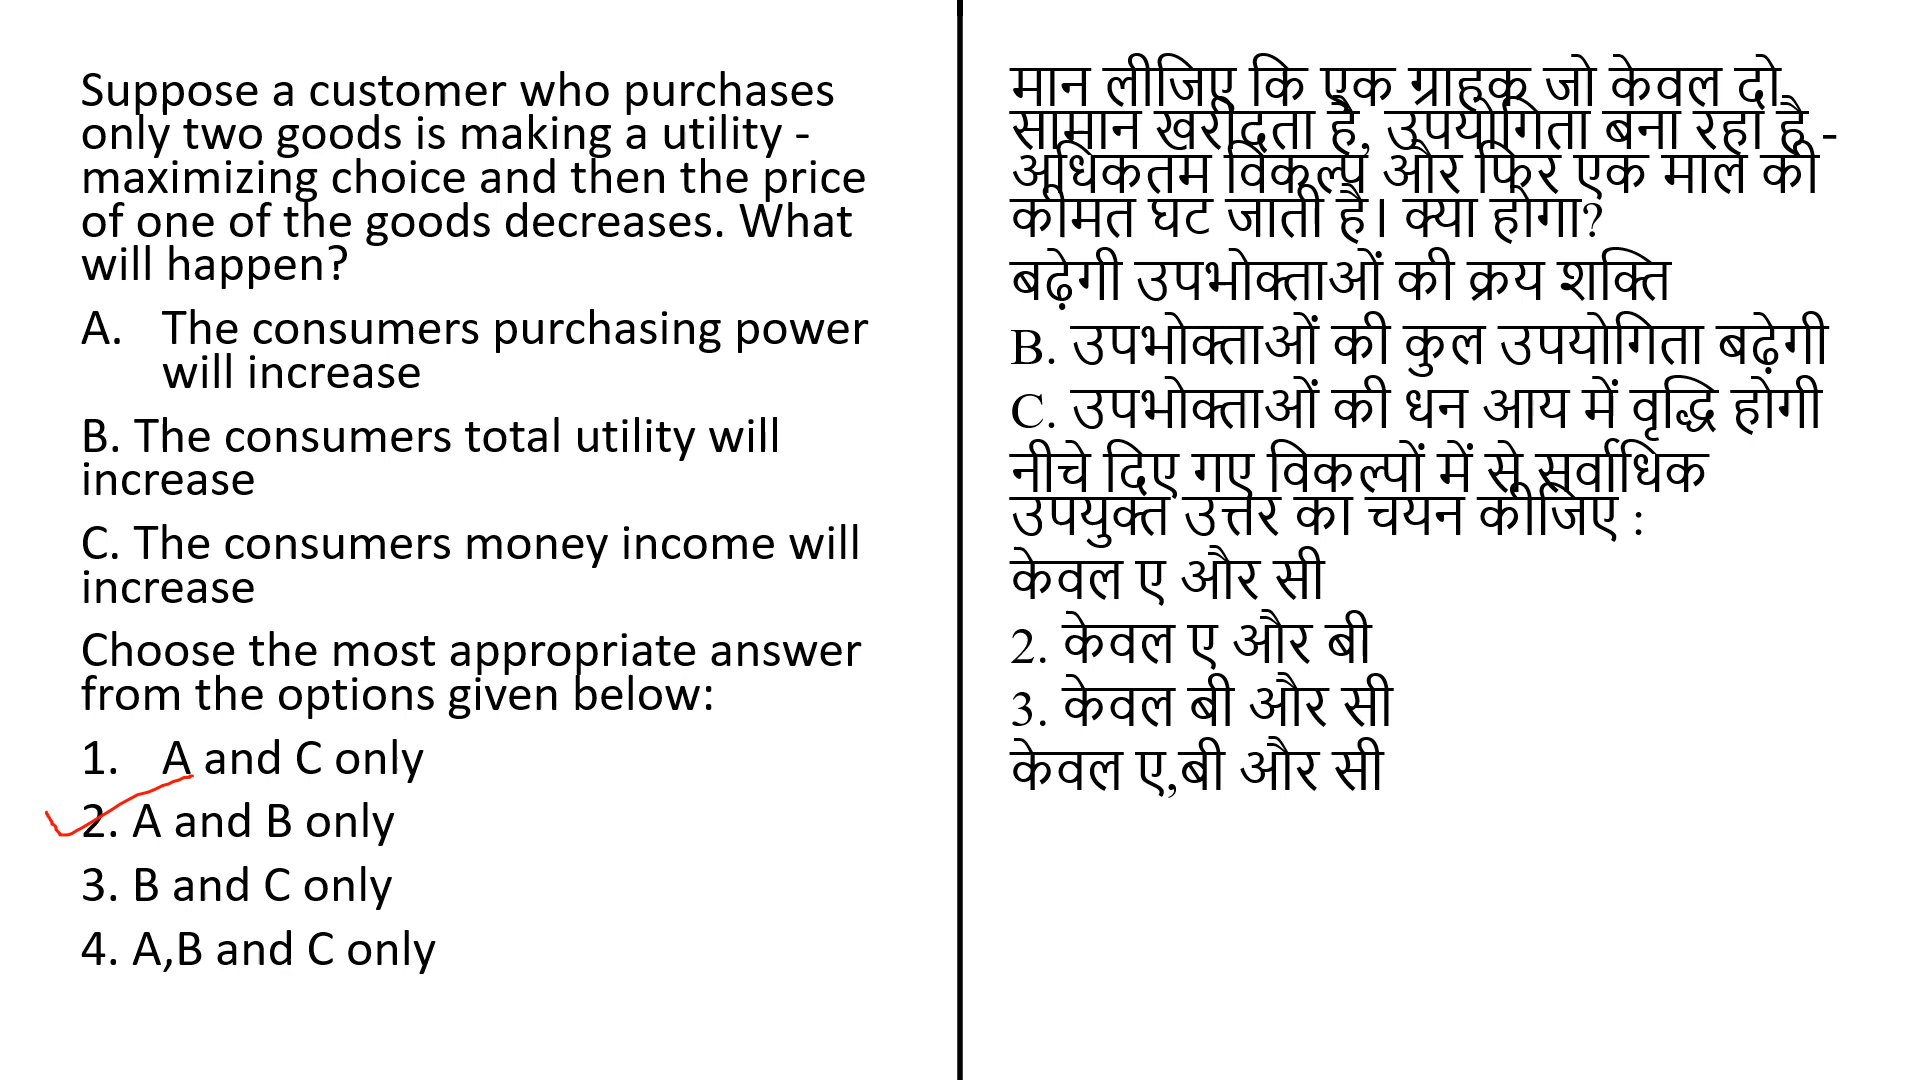 Suppose a customer who purchases
only two goods is making a utility -
maximizing choice and then the price
of one of the goods decreases. What
will happen?
A. The consumers purchasing power
will increase
B. The consumers total utility will
increase
C. The consumers money income will
increase
Choose the most appropriate answer
from the options given below:
1. A and C only
2. A and B only
3. B and C only
4. A,B and C only
मान लीजिए कि एक ग्राहक जो केवल दो
सामान खरीदता है, उपयोगिता बना रहा है -
अधिकतम विकल्प और फिर एक माल की
कीमत घट जाती है। क्या होगा?
बढ़ेगी उपभोक्ताओं की क्रय शक्ति
B. उपभोक्ताओं की कुल उपयोगिता बढ़ेगी
C. उपभोक्ताओं की धन आय में वृद्धि होगी
नीचे दिए गए विकल्पों में से सर्वाधिक
उपयुक्त उत्तर का चयन कीजिए :
केवल ए और सी
2. केवल ए और बी
3. केवल बी और सी
केवल ए,बी और सी